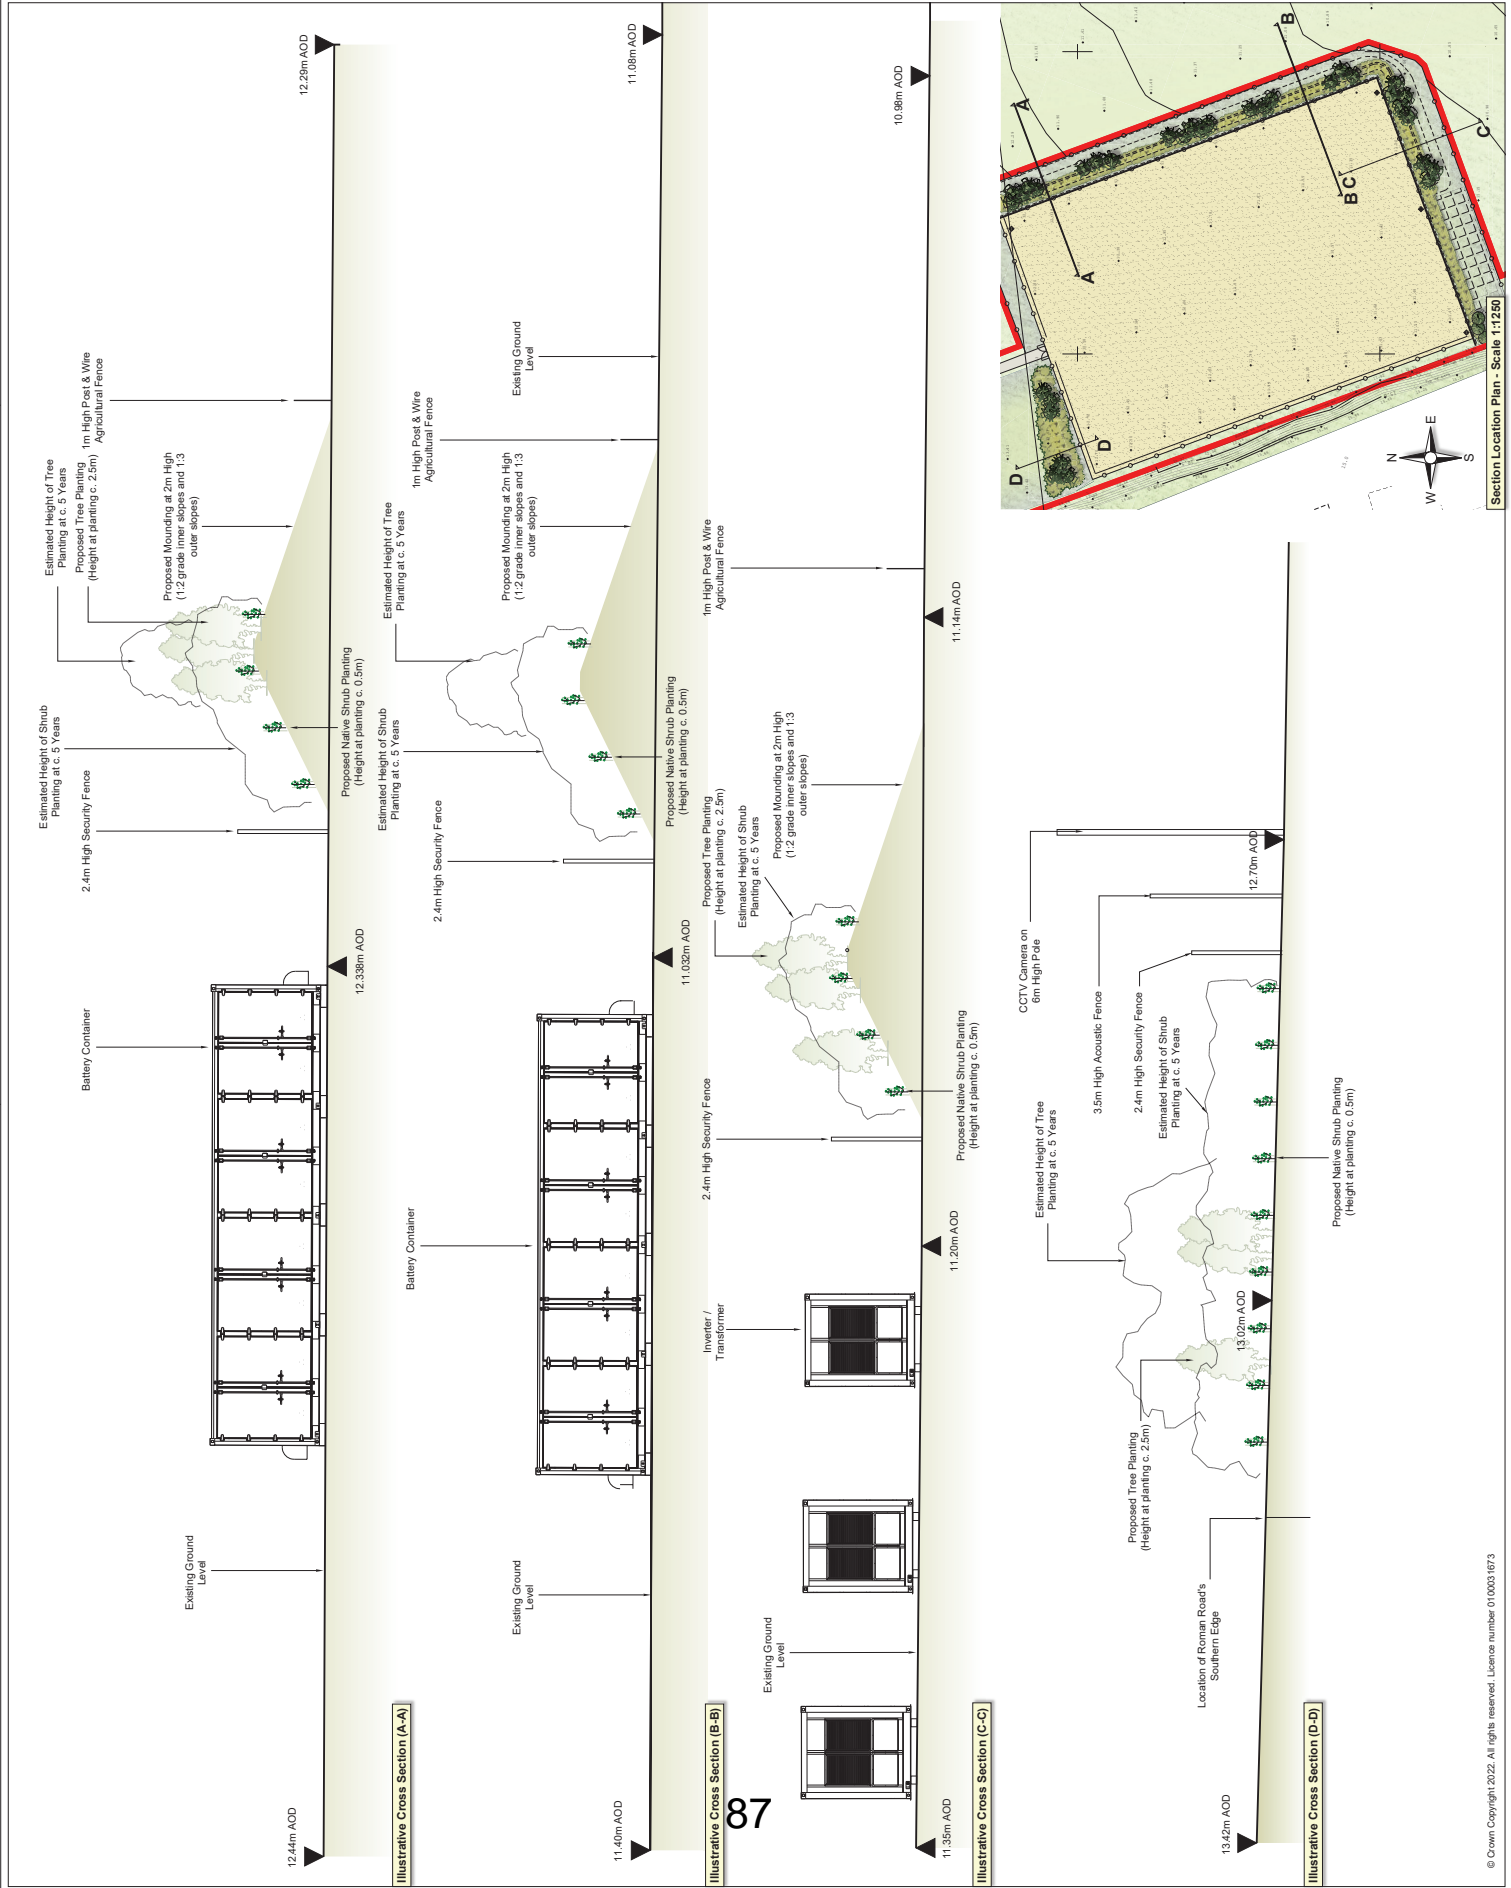 Existing Ground
Level
Battery Container
2.4m High Security Fence
Estimated Height of Shrub
Planting at c. 5 Years
Estimated Height of Tree
Planting at c. 5 Years
Proposed Tree Planting
(Height at planting c. 2.5m)
1m High Post & Wire
Agricultural Fence
Proposed Mounding at 2m High
(1:2 grade inner slopes and 1:3
outer slopes)
12.44m AOD
12.338m AOD
Proposed Native Shrub Planting
(Height at planting c. 0.5m)
12.29m AOD
Illustrative Cross Section (A-A)
Existing Ground
Level
Battery Container
2.4m High Security Fence
Estimated Height of Shrub
Planting at c. 5 Years
Estimated Height of Tree
Planting at c. 5 Years
Proposed Mounding at 2m High
(1:2 grade inner slopes and 1:3
outer slopes)
1m High Post & Wire
Agricultural Fence
Existing Ground
Level
11.40m AOD
11.032m AOD
Proposed Native Shrub Planting
(Height at planting c. 0.5m)
11.08m AOD
Illustrative Cross Section (B-B)
87
Existing Ground
Level
Inverter /
Transformer
2.4m High Security Fence
Proposed Tree Planting
(Height at planting c. 2.5m)
Estimated Height of Shrub
Planting at c. 5 Years
Proposed Mounding at 2m High
(1:2 grade inner slopes and 1:3
outer slopes)
1m High Post & Wire
Agricultural Fence
11.35m AOD
11.20m AOD
Proposed Native Shrub Planting
(Height at planting c. 0.5m)
11.14m AOD
10.98m AOD
Illustrative Cross Section (C-C)
Location of Roman Road's
Southern Edge
Proposed Tree Planting
(Height at planting c. 2.5m)
Estimated Height of Tree
Planting at c. 5 Years
Estimated Height of Shrub
Planting at c. 5 Years
2.4m High Security Fence
3.5m High Acoustic Fence
CCTV Camera on
6m High Pole
13.42m AOD
13.02m AOD
12.70m AOD
Proposed Native Shrub Planting
(Height at planting c. 0.5m)
Illustrative Cross Section (D-D)
A
A
B
B
C
C
D
D
N
E
S
W
Section Location Plan - Scale 1:1250
© Crown Copyright 2022. All rights reserved. Licence number 0100031673